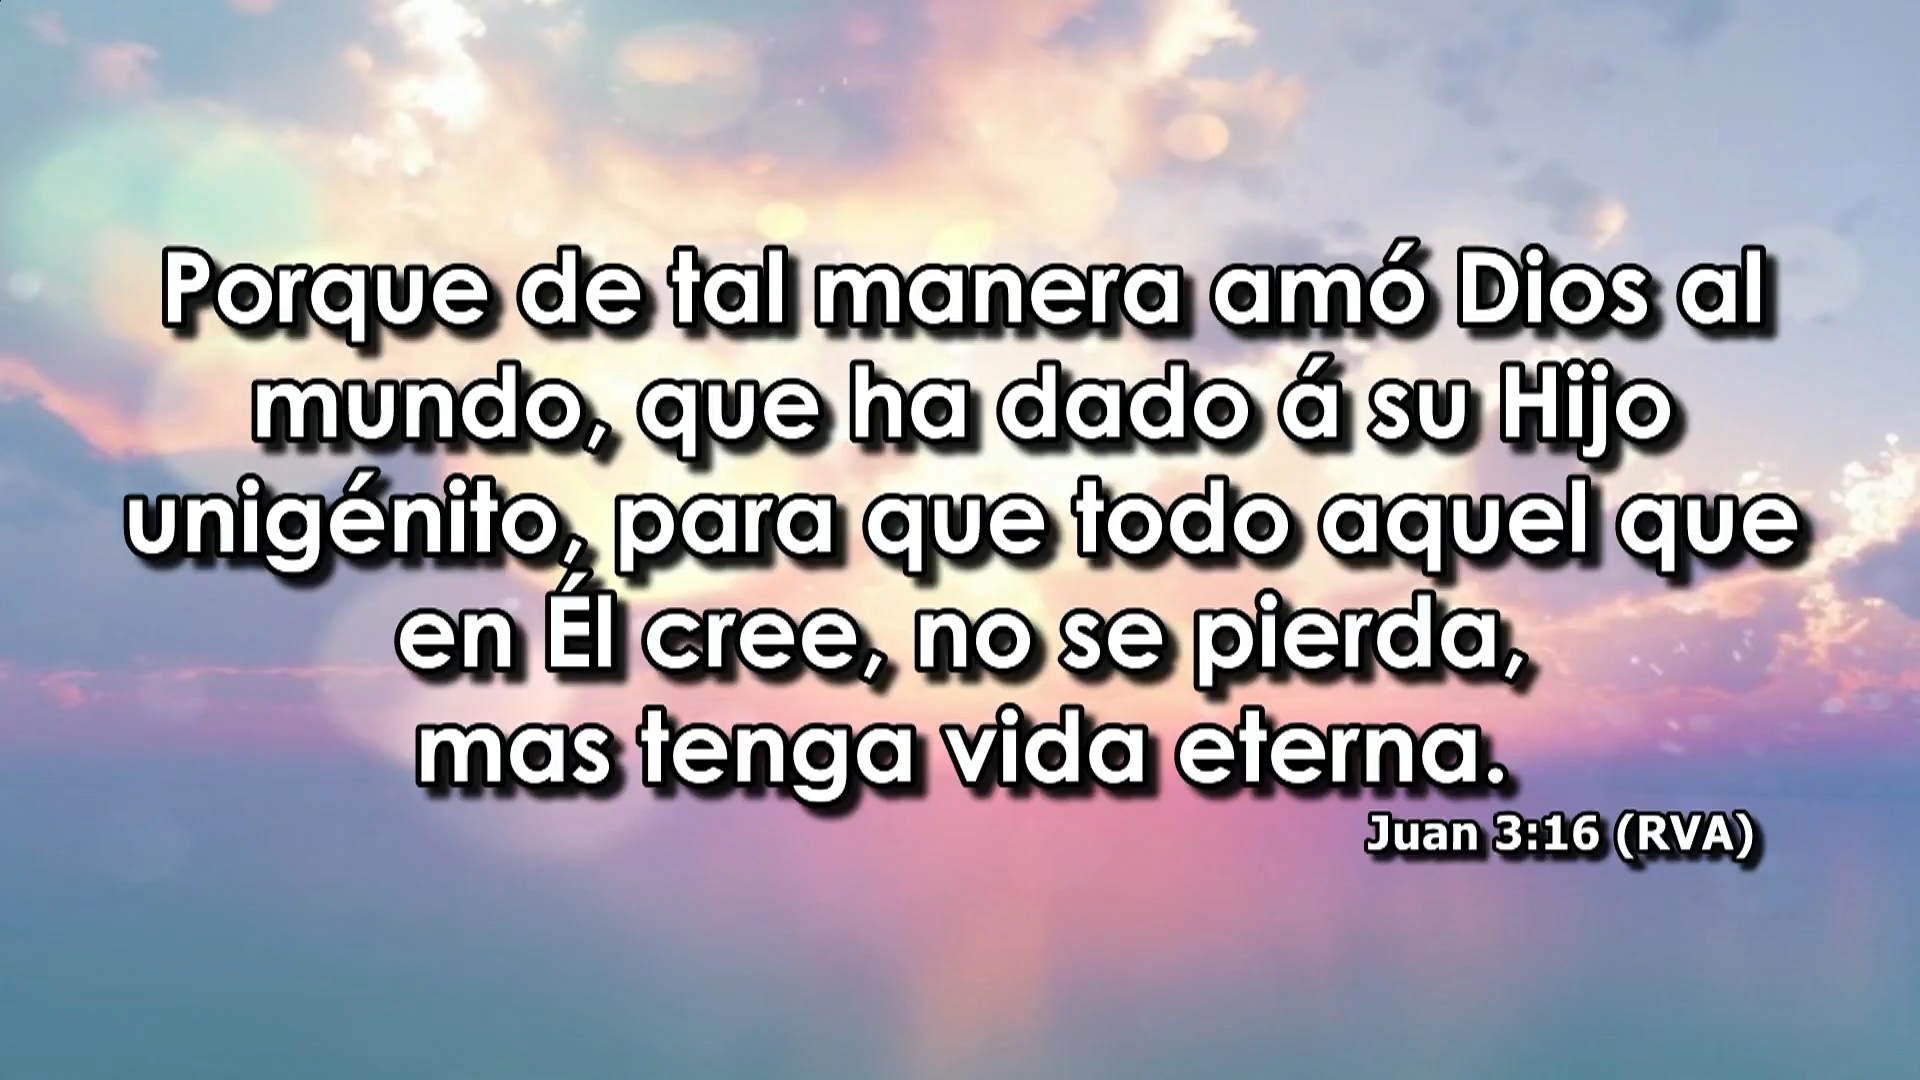 Porque de tal manera amó Dios al
mundo, que ha dado á su Hijo
unigénito, para que todo aquel que
en Él cree, no se pierda,
mas tenga vida eterna.
Juan 3:16 (RVA)